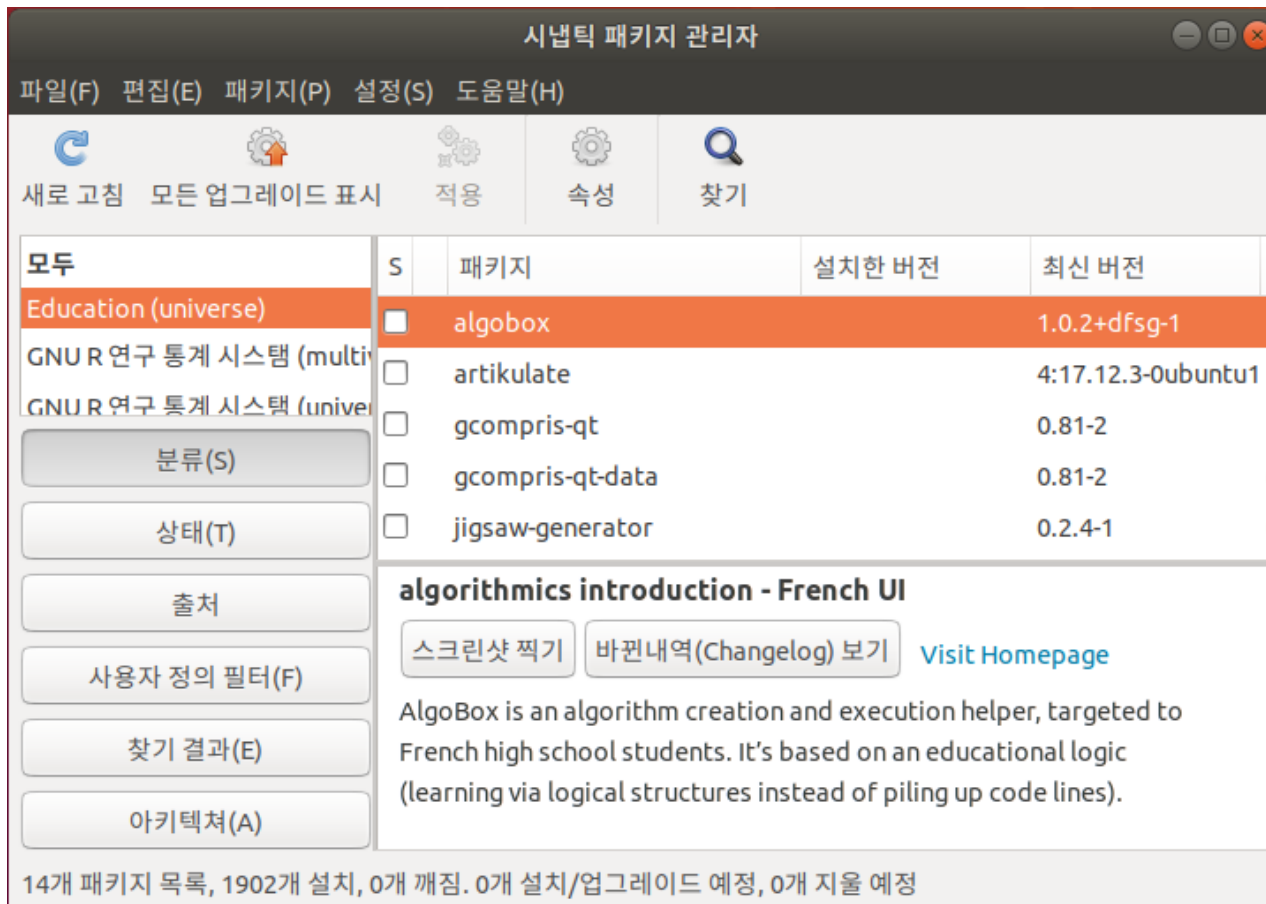 시냅틱 패키지 관리자
파일(F) 편집(E) 패키지(P) 설정(S) 도움말(H)
새로 고침 모든 업그레이드 표시 적용 속성 찾기
모두
Education (universe)
GNU R 연구 통계 시스템 (multiv
GNU R 연구 통계 시스템 (univer
분류(S)
상태(T)
출처
사용자 정의 필터(F)
찾기 결과(E)
아키텍쳐(A)
S 패키지 설치한 버전 최신 버전
algobox 1.0.2+dfsg-1
artikulate 4:17.12.3-0ubuntu1
gcompris-qt 0.81-2
gcompris-qt-data 0.81-2
jigsaw-generator 0.2.4-1
algorithmics introduction - French UI
스크린샷 찍기 바뀐내역(Changelog) 보기 Visit Homepage
AlgoBox is an algorithm creation and execution helper, targeted to
French high school students. It’s based on an educational logic
(learning via logical structures instead of piling up code lines).
14개 패키지 목록, 1902개 설치, 0개 깨짐. 0개 설치/업그레이드 예정, 0개 지울 예정